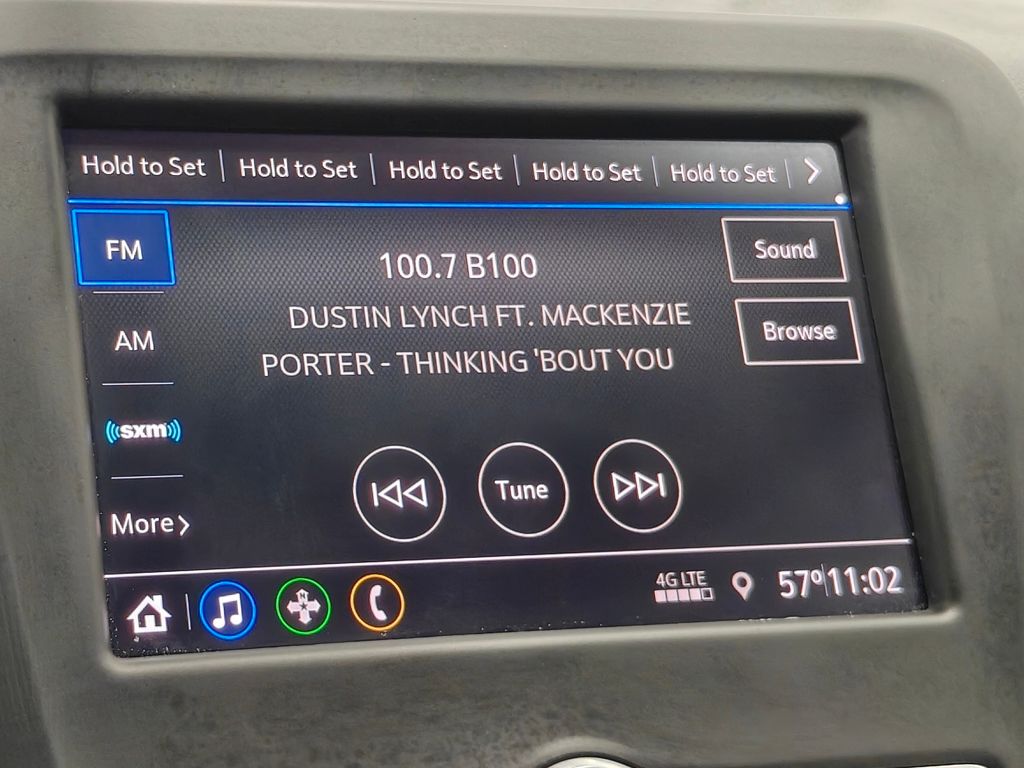 Hold to Set Hold to Set Hold to Set Hold to Set Hold to Set >
FM
100.7 B100
Sound
DUSTIN LYNCH FT. MACKENZIE
PORTER - THINKING 'BOUT YOU
Browse
AM
((sxm))
Tune
More >
N
4G LTE
57° 11:02